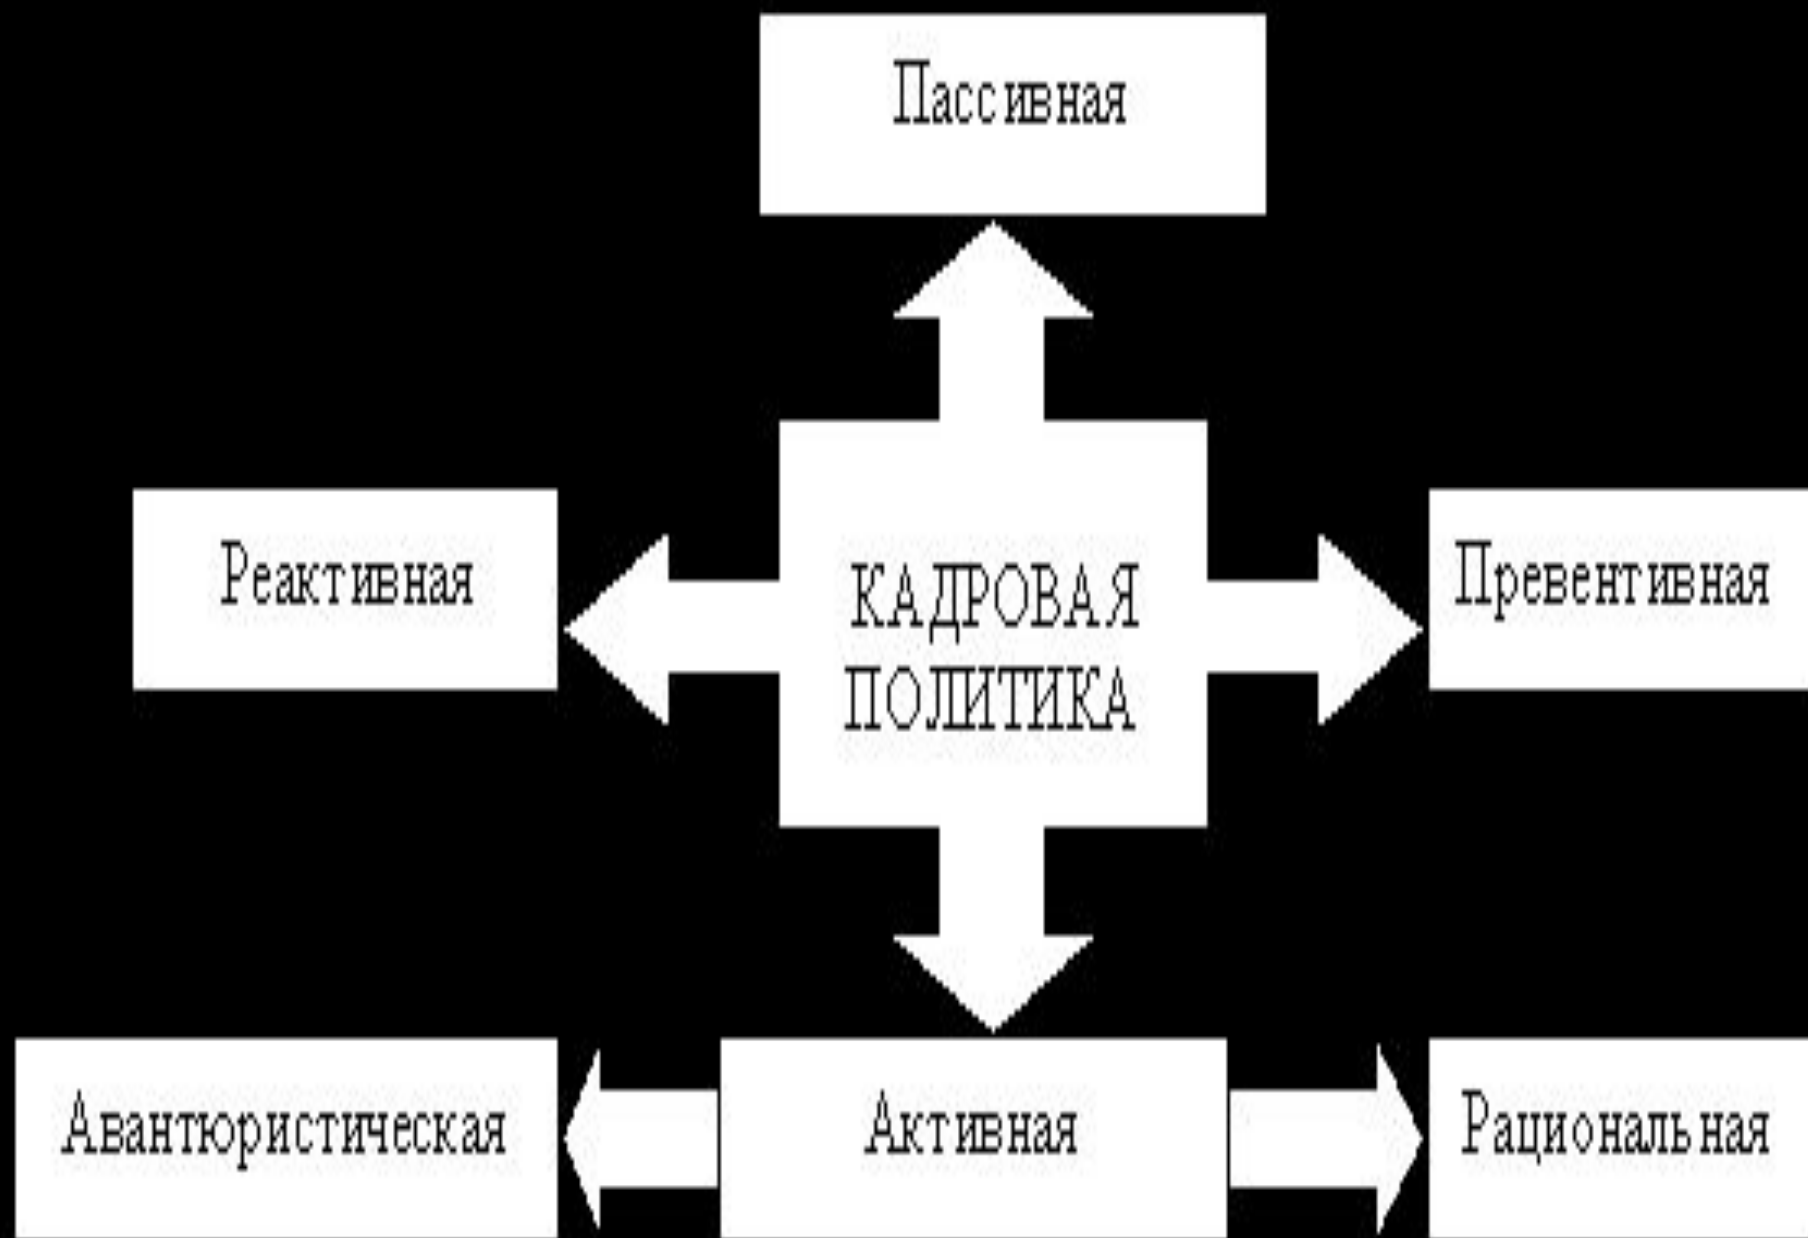 Пассивная
Реактивная
КАДРОВАЯ
ПОЛИТИКА
Превентивная
Авантюристическая
Активная
Рациональная